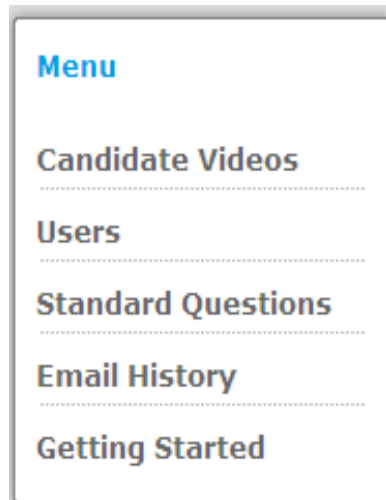 Menu
Candidate Videos
Users
Standard Questions
Email History
Getting Started